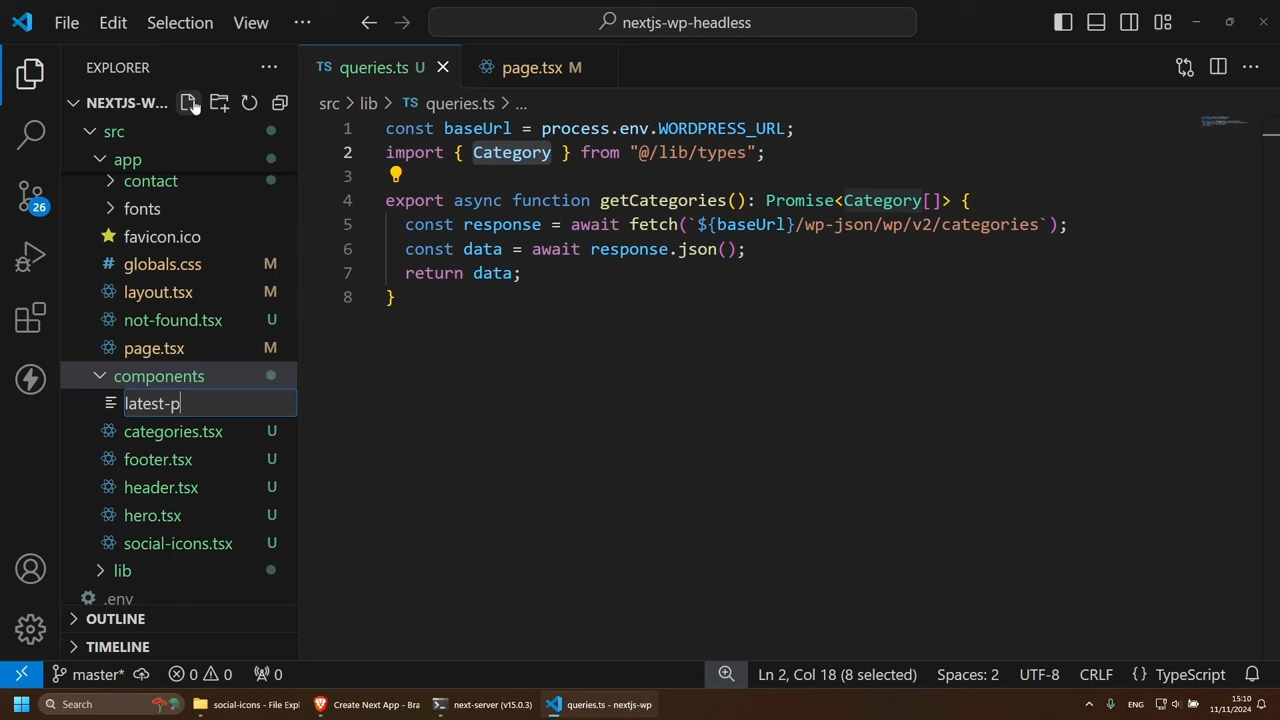 File Edit Selection View
nextjs-wp-headless
EXPLORER
queries.ts U
page.tsx M
NEXTJS-W...
src > lib > TS queries.ts > ...
src
app
contact
fonts
favicon.ico
globals.css M
layout.tsx M
not-found.tsx U
page.tsx M
components
latest-p
categories.tsx U
footer.tsx U
header.tsx U
hero.tsx U
social-icons.tsx U
lib
.env
OUTLINE
TIMELINE
26
1 const baseUrl = process.env.WORDPRESS_URL;
2 import { Category } from "@/lib/types";
3
4 export async function getCategories(): Promise<Category[]> {
5 const response = await fetch(`${baseUrl}/wp-json/wp/v2/categories`);
6 const data = await response.json();
7 return data;
8 }
master* 0 0 0
Ln 2, Col 18 (8 selected) Spaces: 2 UTF-8 CRLF {} TypeScript
Search
social-icons - File Expl
Create Next App - Bra
next-server (v15.0.3)
queries.ts - nextjs-wp
ENG
15:10
11/11/2024